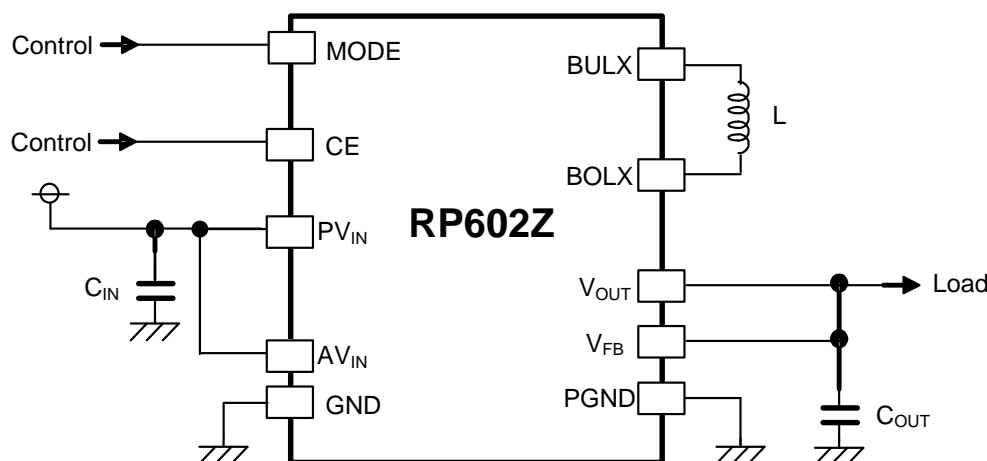 Control
MODE
BULX
L
Control
CE
BOLX
RP602Z
PVIN
CIN
VOUT
Load
AVIN
VFB
GND
PGND
COUT